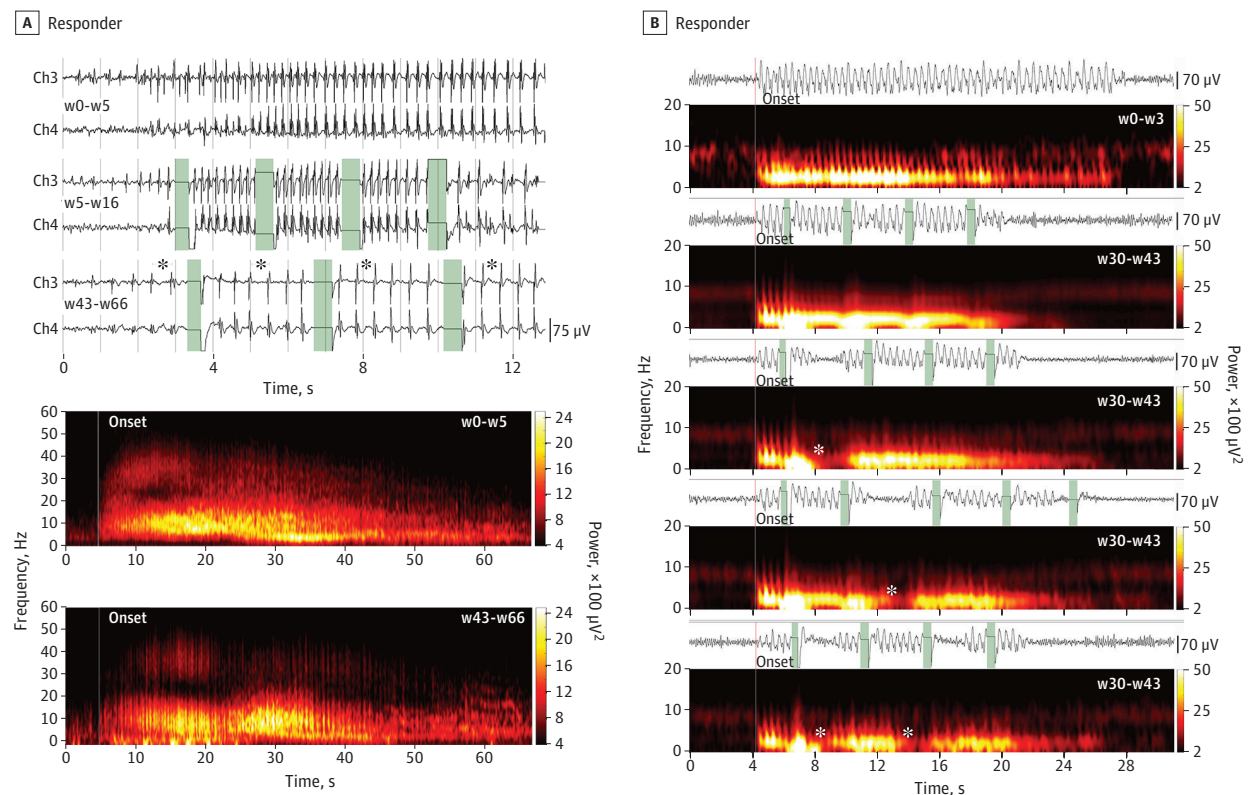 A Responder
Ch3
w0-w5
Ch4
Ch3
w5-w16
Ch4
* * * *
Ch3
w43-w66
Ch4
75 µV
0 4 8 12
Time, s
60
50
40
30
20
10
0
Onset
w0-w5
24
20
16
12
8
4
0 10 20 30 40 50 60
60
50
40
30
20
10
0
Onset
w43-w66
24
20
16
12
8
4
0 10 20 30 40 50 60
Time, s
Frequency, Hz
Power, ×100 µV²
B Responder
70 µV
Onset
20
10
0
w0-w3
50
25
2
70 µV
Onset
20
10
0
w30-w43
50
25
2
70 µV
Onset
20
10
0
w30-w43
*
50
25
2
70 µV
Onset
20
10
0
w30-w43
*
50
25
2
70 µV
Onset
20
10
0
w30-w43
* *
50
25
2
0 4 8 12 16 20 24 28
Time, s
Frequency, Hz
Power, ×100 µV²